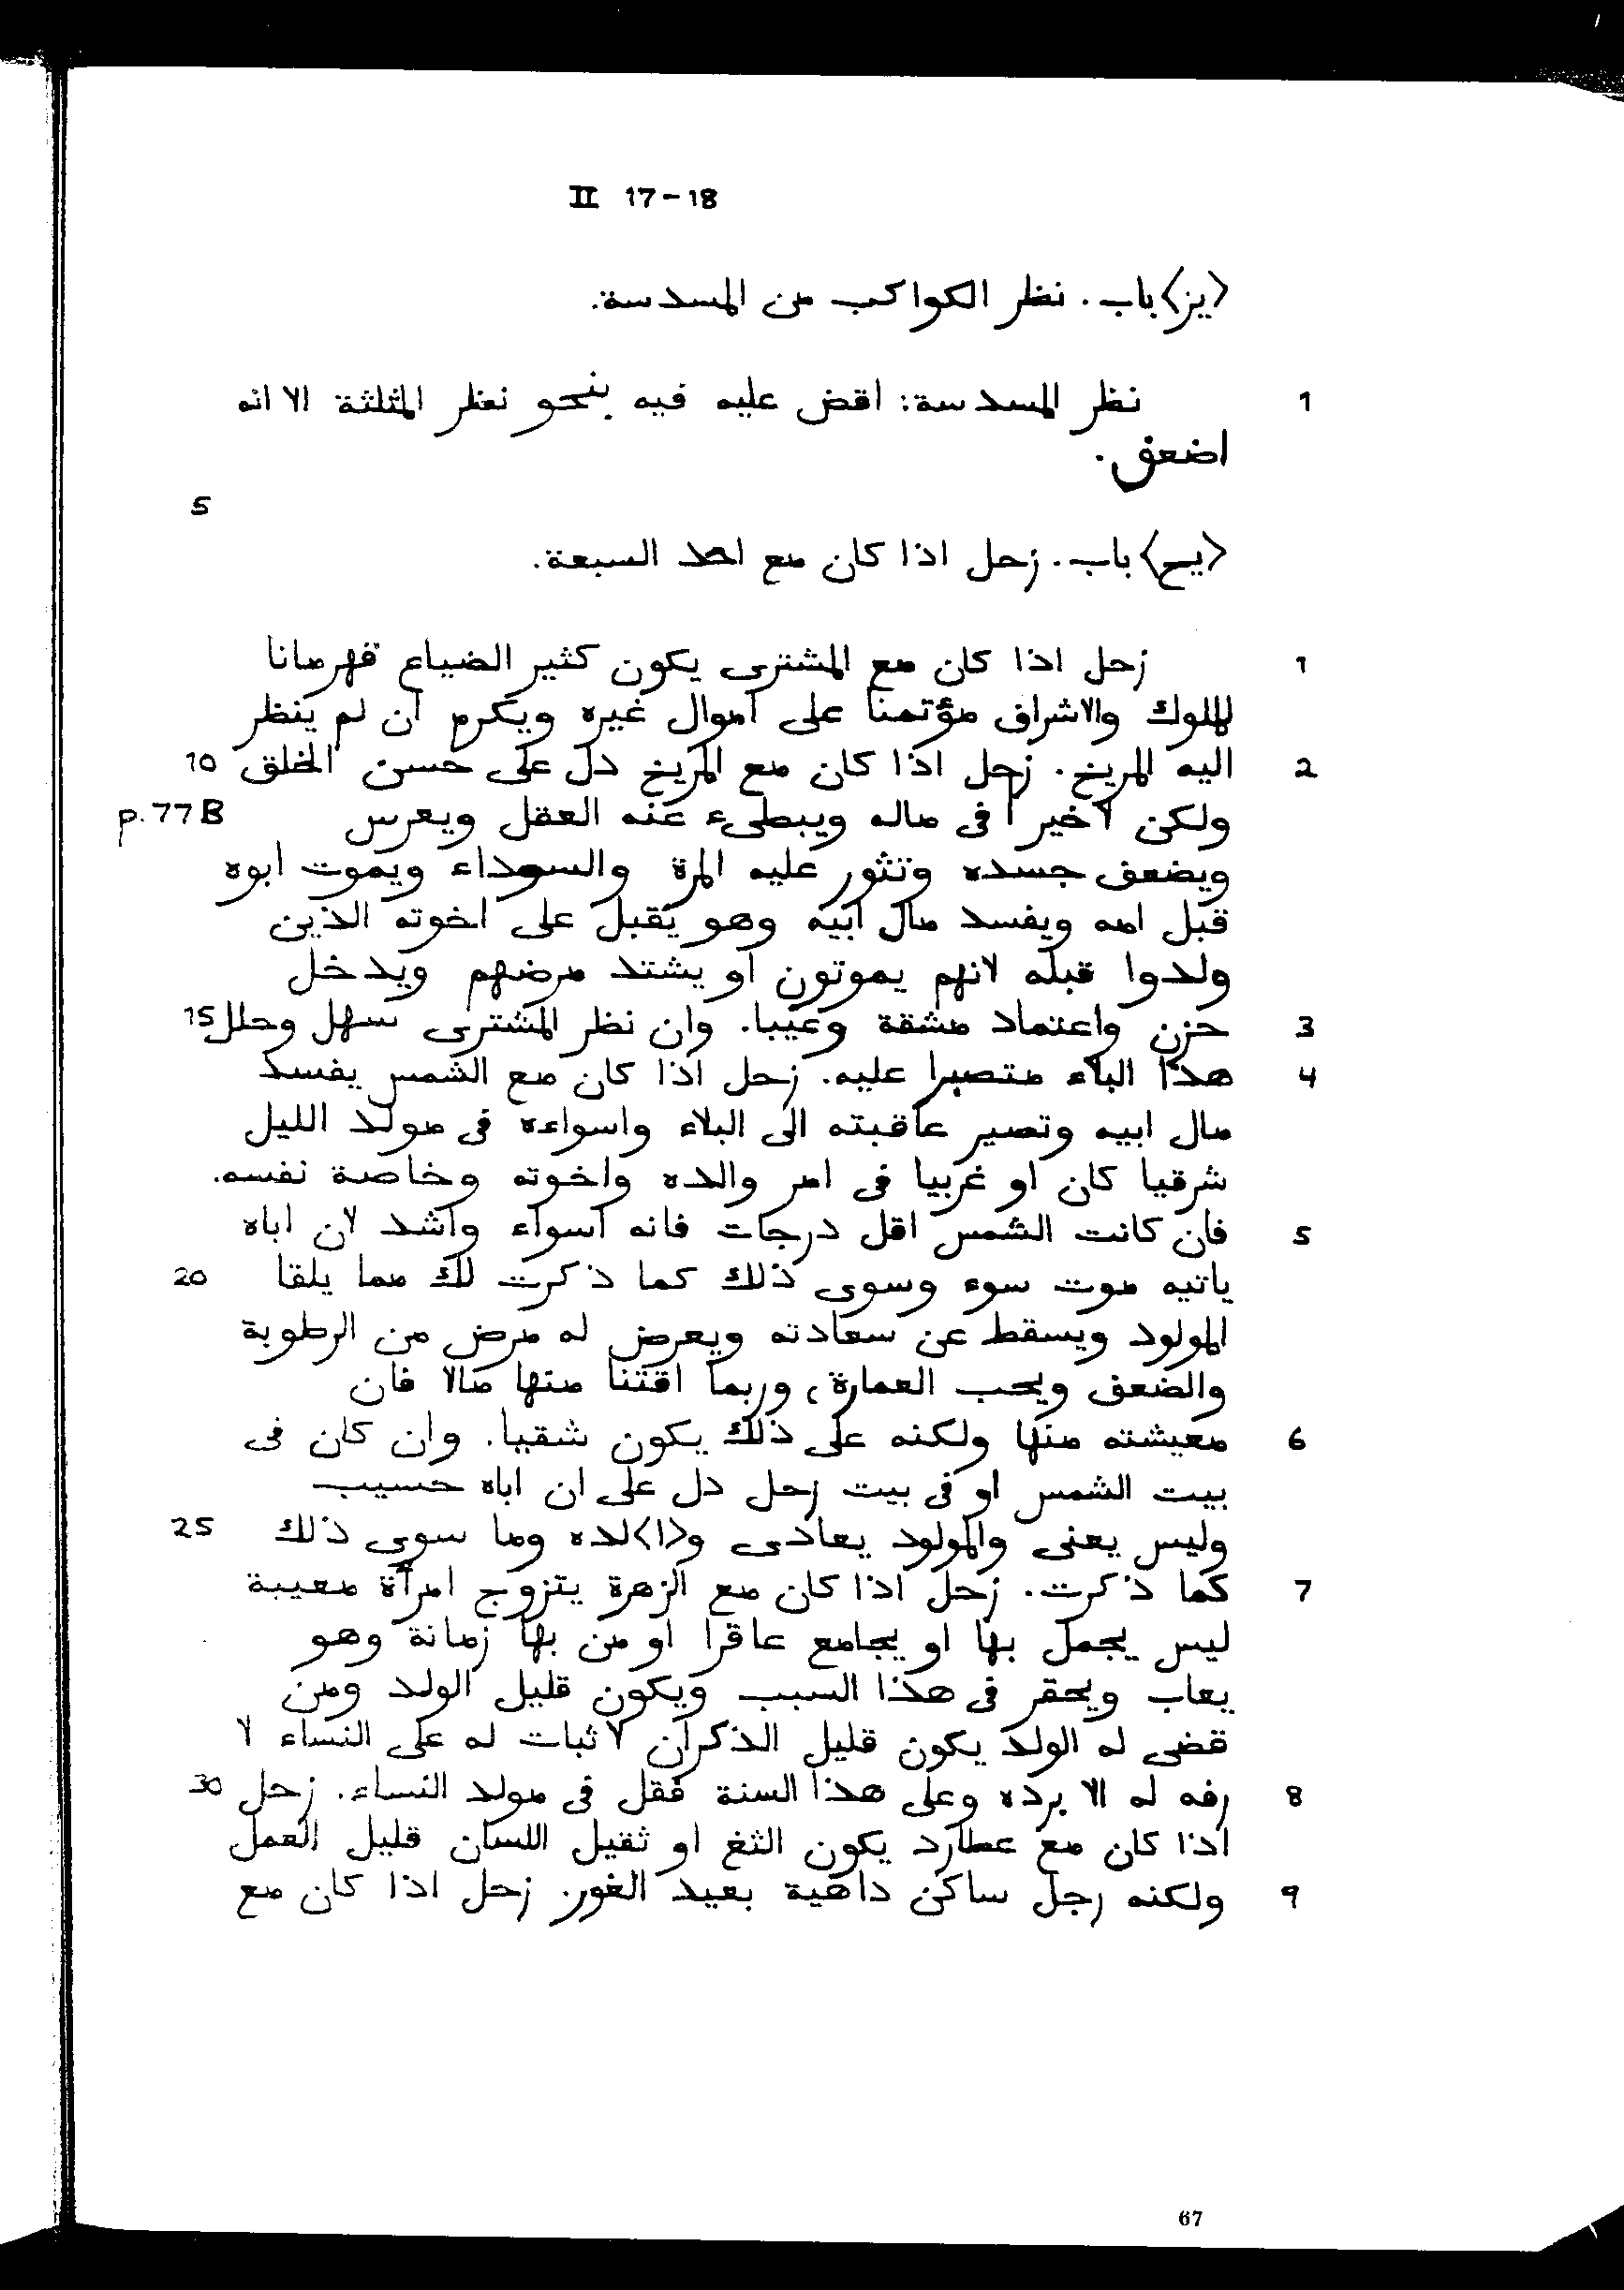 II 17-18
<يز> باب. نظر الكواكب من المسدسة.
1 نظر المسدسة: اقض عليه فيه بنحو نظر المثلثة الا انه
اضعف.
5
<يح> باب. زحل اذا كان مع احد السبعة.
1 زحل اذا كان مع المشترى يكون كثير الضياع قهرمانا
للملوك والاشراف مؤتمنا على اموال غيره ويكرم ان لم ينظر
2 اليه المريخ. زحل اذا كان مع المريخ دل على حسن الخلق 10
ولكن لا خير ا فى ماله ويبطىء عنه العقل ويعرس p. 77 B
ويضعف جسده وتثور عليه المرة والسوداء ويموت ابوه
قبل امه ويفسد مال ابيه وهو يقبل على اخوته الذين
ولدوا قبله لانهم يموتون او يشتد مرضهم ويدخل
3 حزن واعتماد مشقة وعيبا. وان نظر المشترى سهل وحلل 15
4 هذا البلاء متصبرا عليه. زحل اذا كان مع الشمس يفسد
مال ابيه وتصير عاقبته الى البلاء واسواءه فى مولد الليل
شرقيا كان او غربيا فى امر والده واخوته وخاصة نفسه.
5 فان كانت الشمس اقل درجات فانه اسواء واشد لان اباه
ياتيه موت سوء وسوى ذلك كما ذكرت لك مما يلقا 20
المولود ويسقط عن سعادته ويعرض له مرض من الرطوبة
والضعف ويحب العمارة، وربما اقتنا منها مالا فان
6 معيشته منها ولكنه على ذلك يكون شقيا. وان كان فى
بيت الشمس او فى بيت زحل دل على ان اباه حسيب
وليس يعنى والمولود يعادى و<ا>لده وما سوى ذلك 25
7 كما ذكرت. زحل اذا كان مع الزهرة يتزوج امرأة معيبة
ليس يجمل بها او يجامع عاقرا او من بها زمانة وهو
يعاب ويحقر فى هذا السبب ويكون قليل الولد ومن
قضى له الولد يكون قليل الذكران لا ثبات له على النساء لا
8 رفه له الا برده وعلى هذا السنة فقل فى مولد النساء. زحل 30
اذا كان مع عطارد يكون الثغ او ثقيل اللسان قليل العمل
9 ولكنه رجل ساكن داهية بعيد الغور. زحل اذا كان مع
67